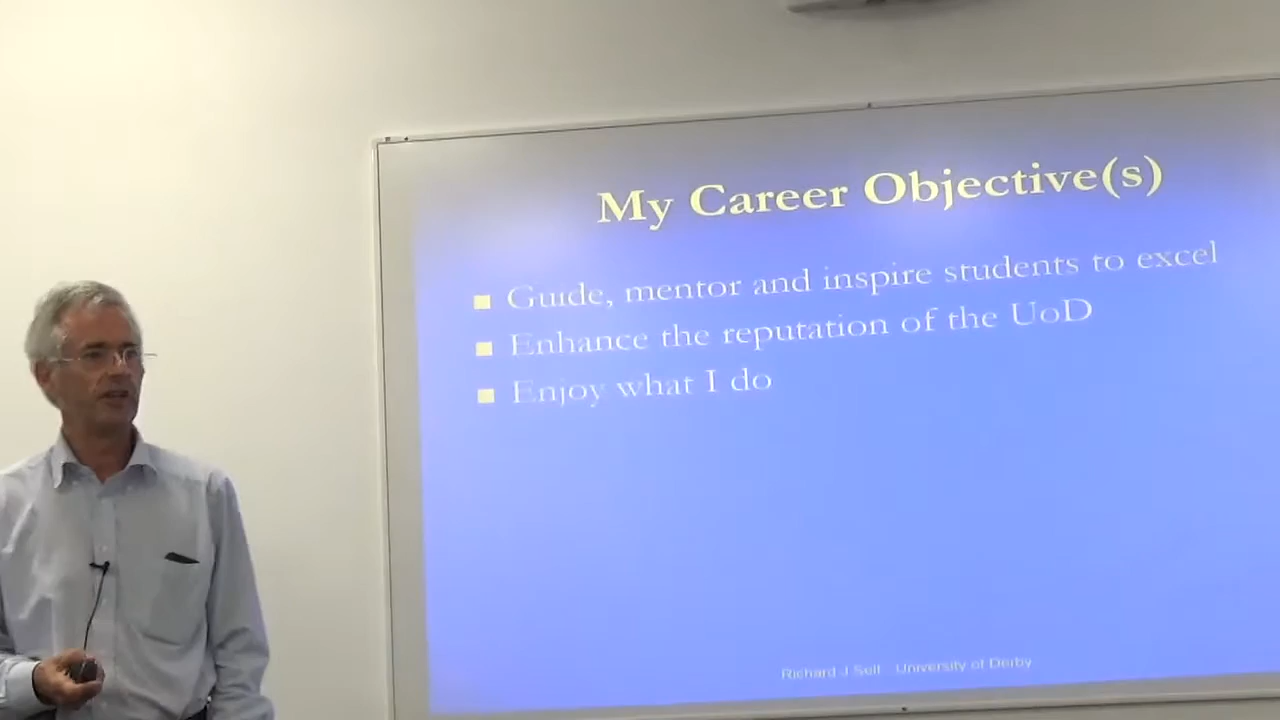 My Career Objective(s)
Guide, mentor and inspire students to excel
Enhance the reputation of the UoD
Enjoy what I do
Richard J Self University of Derby